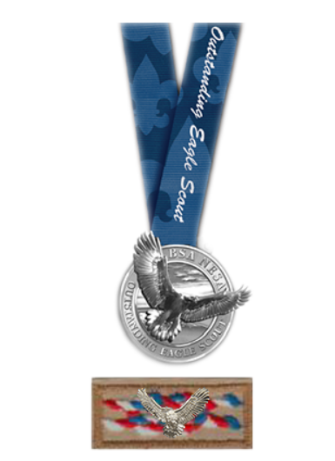 Outstanding Eagle Scout
BSA NESA
OUTSTANDING EAGLE SCOUT